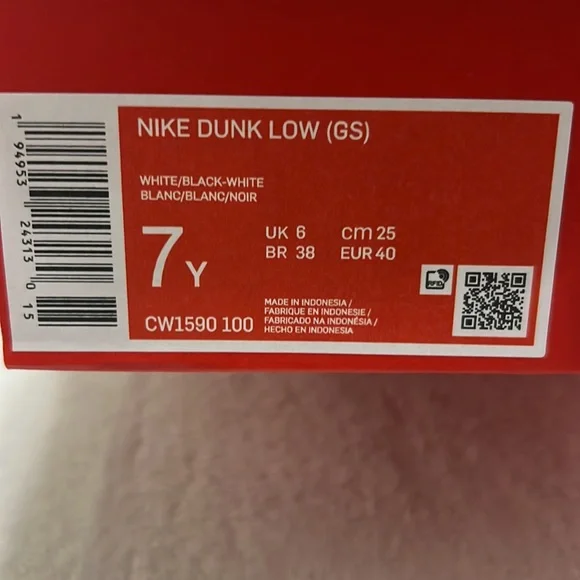 NIKE DUNK LOW (GS)
WHITE/BLACK-WHITE
BLANC/BLANC/NOIR
7Y
UK 6 cm 25
BR 38 EUR 40
CW1590 100
MADE IN INDONESIA /
FABRIQUE EN INDONESIE /
FABRICADO NA INDONÉSIA /
HECHO EN INDONESIA
1 94953 24313 0 15